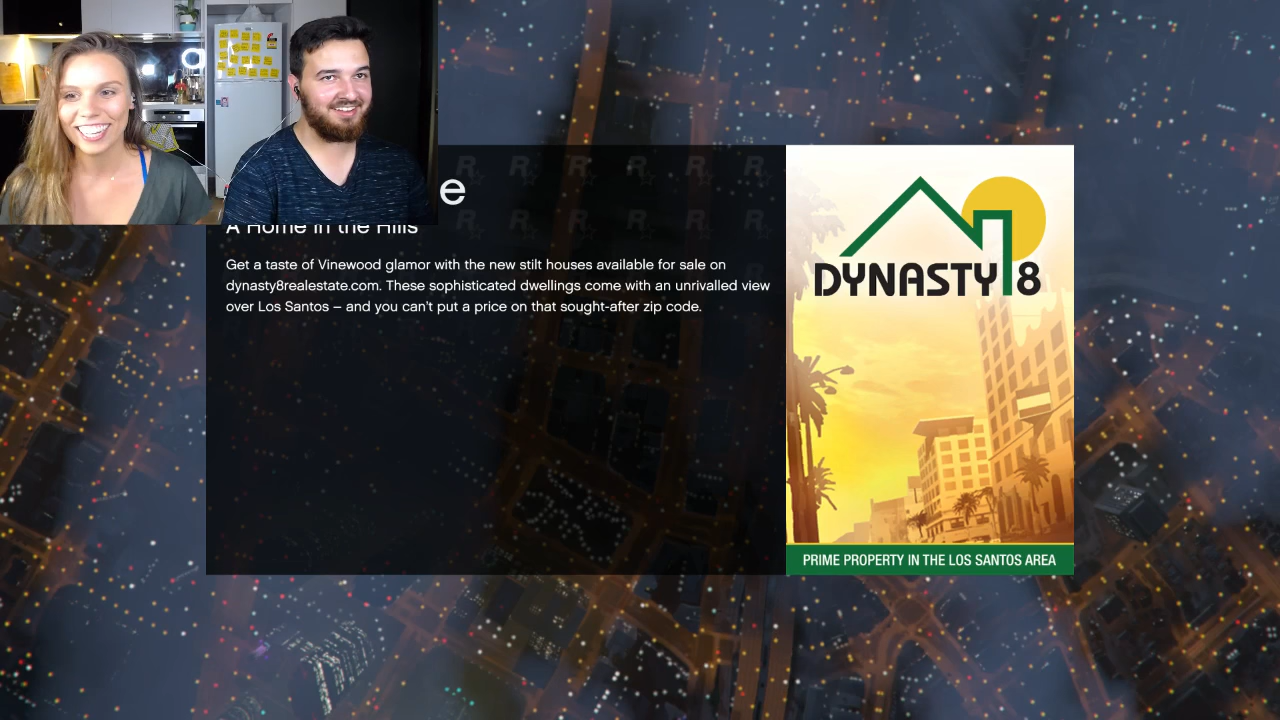 e
A Home in the Hills
Get a taste of Vinewood glamor with the new stilt houses available for sale on
dynasty8realestate.com. These sophisticated dwellings come with an unrivalled view
over Los Santos – and you can't put a price on that sought-after zip code.
DYNASTY 8
PRIME PROPERTY IN THE LOS SANTOS AREA